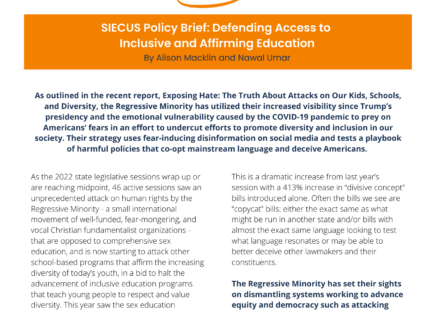 SIECUS Policy Brief: Defending Access to
Inclusive and Affirming Education
By Alison Macklin and Nawal Umar
As outlined in the recent report, Exposing Hate: The Truth About Attacks on Our Kids, Schools,
and Diversity, the Regressive Minority has utilized their increased visibility since Trump's
presidency and the emotional vulnerability caused by the COVID-19 pandemic to prey on
Americans' fears in an effort to undercut efforts to promote diversity and inclusion in our
society. Their strategy uses fear-inducing disinformation on social media and tests a playbook
of harmful policies that co-opt mainstream language and deceive Americans.
As the 2022 state legislative sessions wrap up or
are reaching midpoint, 46 active sessions saw an
unprecedented attack on human rights by the
Regressive Minority - a small international
movement of well-funded, fear-mongering, and
vocal Christian fundamentalist organizations -
that are opposed to comprehensive sex
education, and is now starting to attack other
school-based programs that affirm the increasing
diversity of today's youth, in a bid to halt the
advancement of inclusive education programs
that teach young people to respect and value
diversity. This year saw the sex education
This is a dramatic increase from last year's
session with a 413% increase in "divisive concept"
bills introduced alone. Often the bills we see are
"copycat" bills: either the exact same as what
might be run in another state and/or bills with
almost the exact same language looking to test
what language resonates or may be able to
better deceive other lawmakers and their
constituents.
The Regressive Minority has set their sights
on dismantling systems working to advance
equity and democracy such as attacking